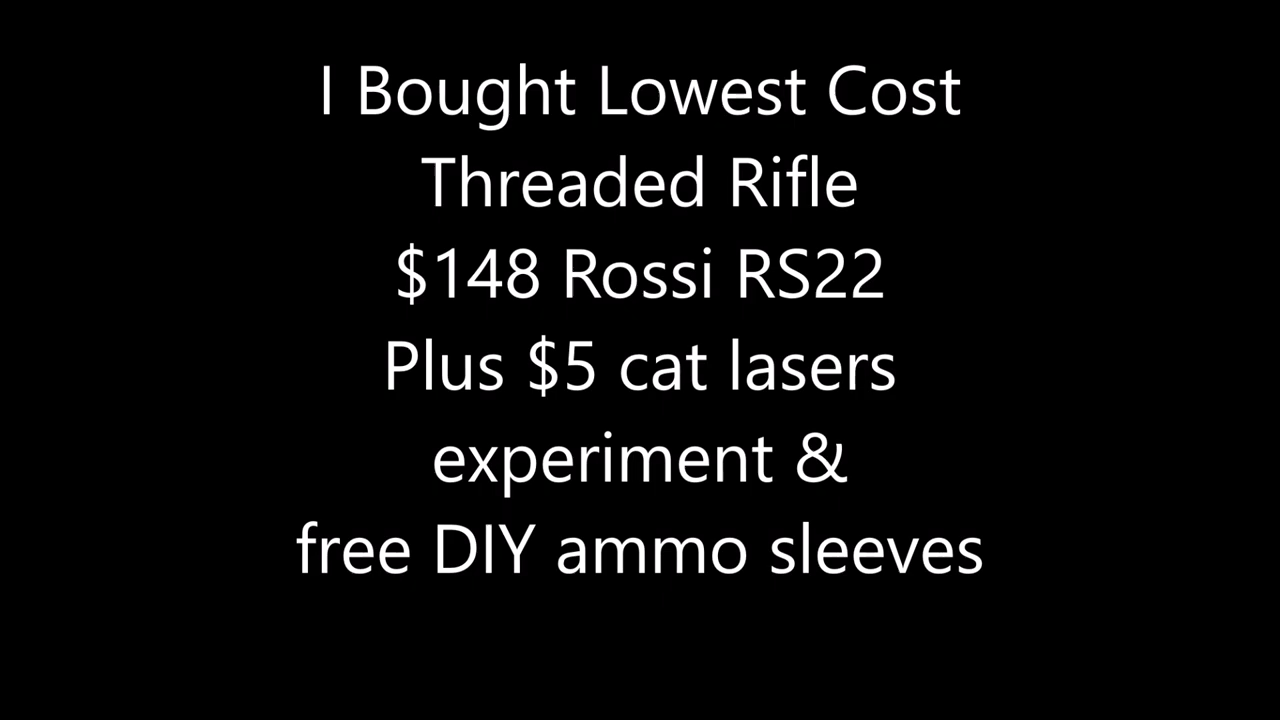 I Bought Lowest Cost
Threaded Rifle
$148 Rossi RS22
Plus $5 cat lasers
experiment &
free DIY ammo sleeves